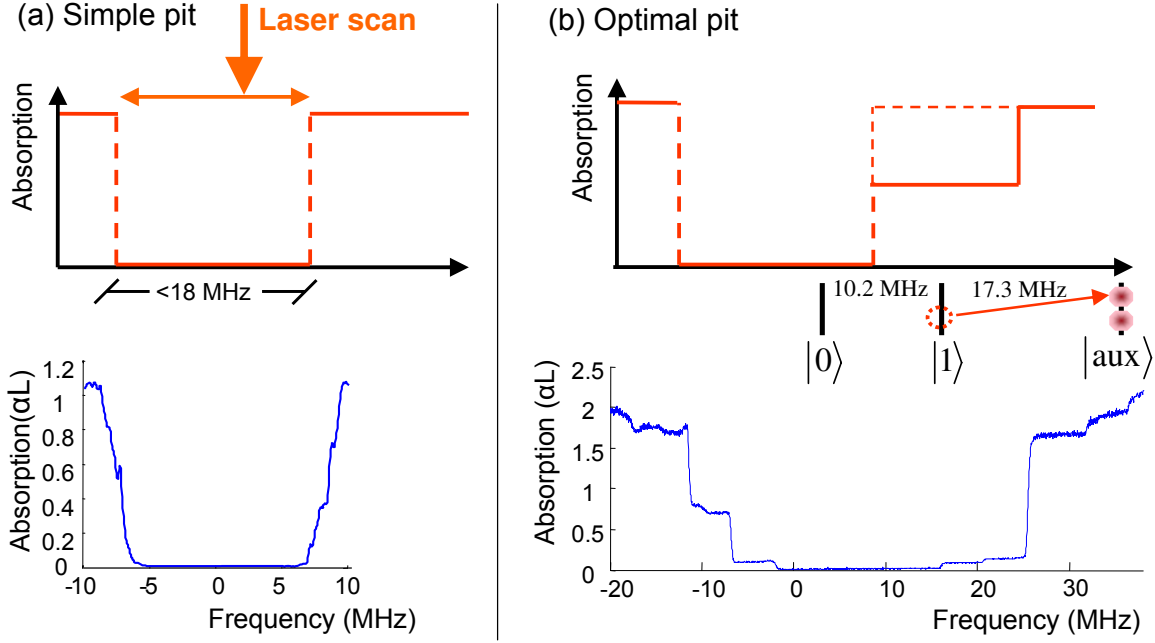 (a) Simple pit
Laser scan
Absorption
<18 MHz
Absorption(αL)
1.2
1
0.8
0.6
0.4
0.2
0
-10
-5
0
5
10
Frequency (MHz)
(b) Optimal pit
Absorption
10.2 MHz
17.3 MHz
|0⟩
|1⟩
|aux⟩
Absorption (αL)
2.5
2
1.5
1
0.5
0
-20
-10
0
10
20
30
Frequency (MHz)